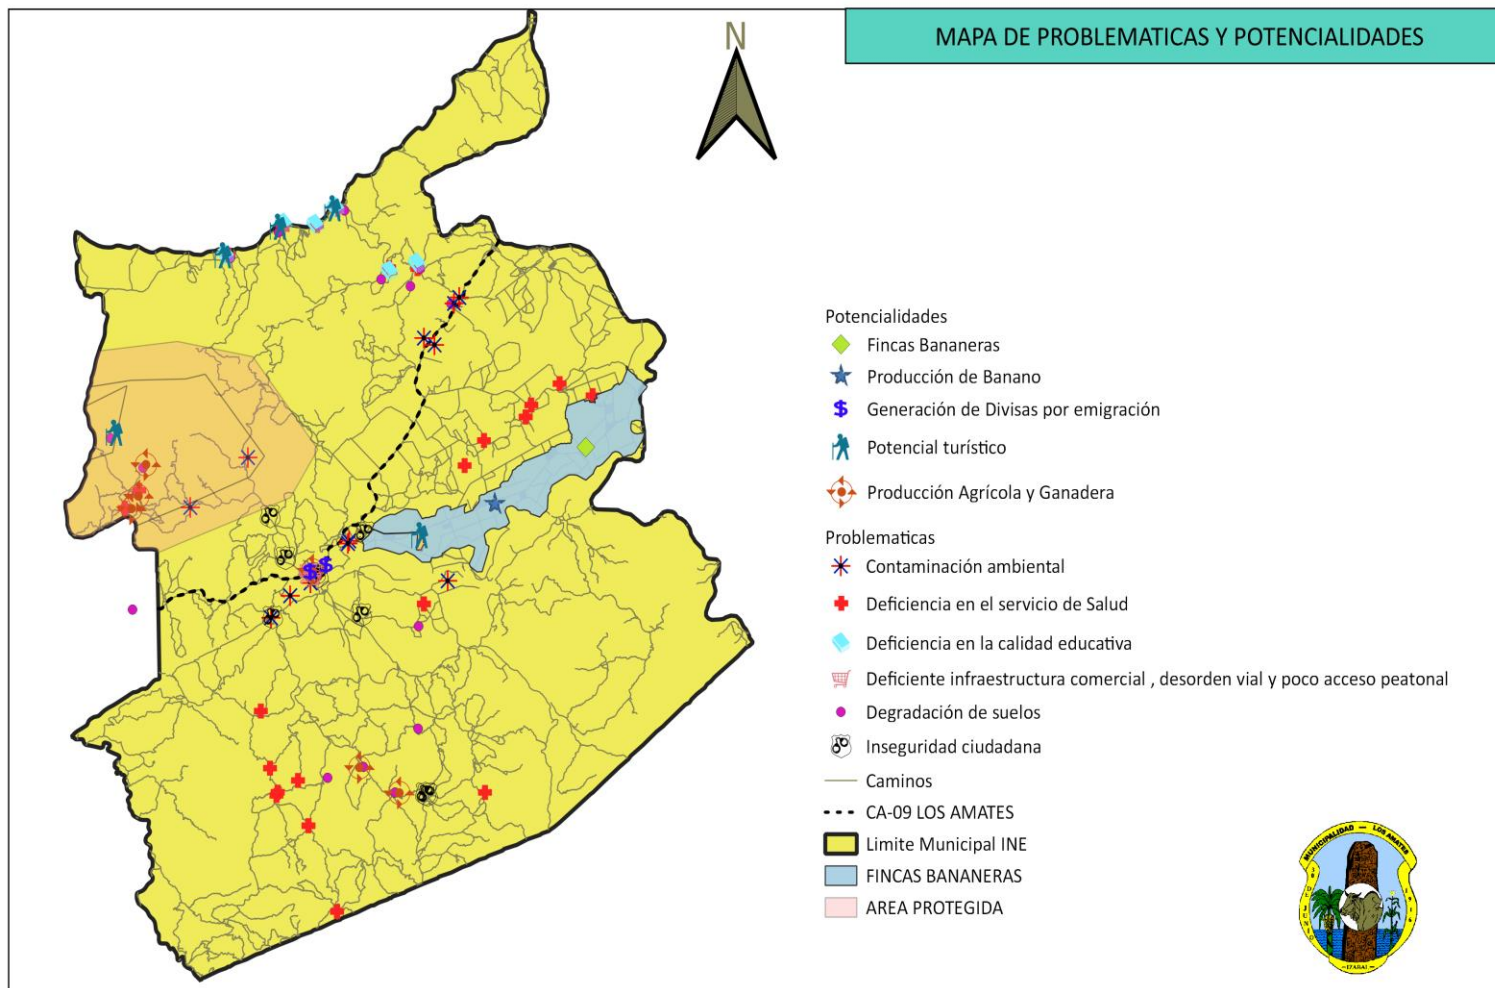 MAPA DE PROBLEMATICAS Y POTENCIALIDADES
N
Potencialidades
Fincas Bananeras
Producción de Banano
Generación de Divisas por emigración
Potencial turístico
Producción Agrícola y Ganadera
Problematicas
Contaminación ambiental
Deficiencia en el servicio de Salud
Deficiencia en la calidad educativa
Deficiente infraestructura comercial , desorden vial y poco acceso peatonal
Degradación de suelos
Inseguridad ciudadana
Caminos
CA-09 LOS AMATES
Limite Municipal INE
FINCAS BANANERAS
AREA PROTEGIDA
MUNICIPALIDAD — LOS AMATES
DE JUNIO
—IZABAL—